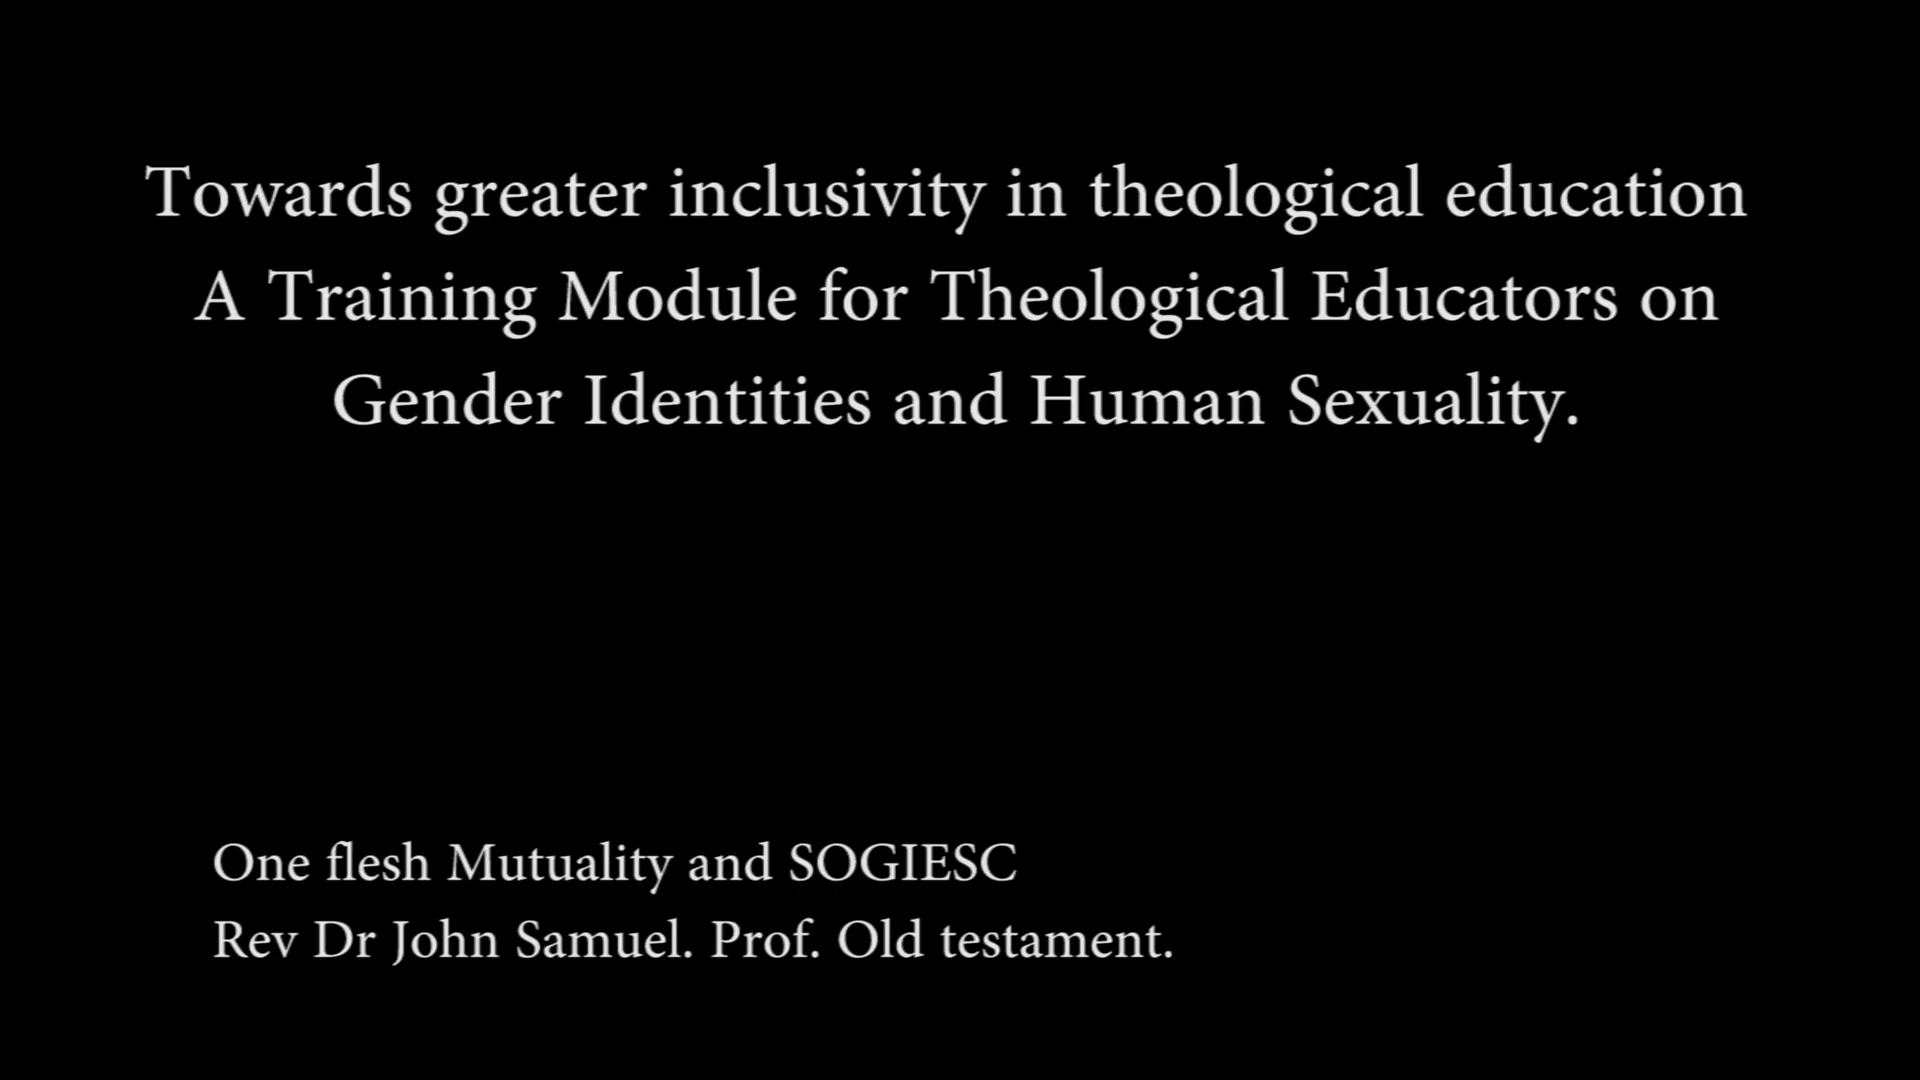 Towards greater inclusivity in theological education
A Training Module for Theological Educators on
Gender Identities and Human Sexuality.
One flesh Mutuality and SOGIESC
Rev Dr John Samuel. Prof. Old testament.